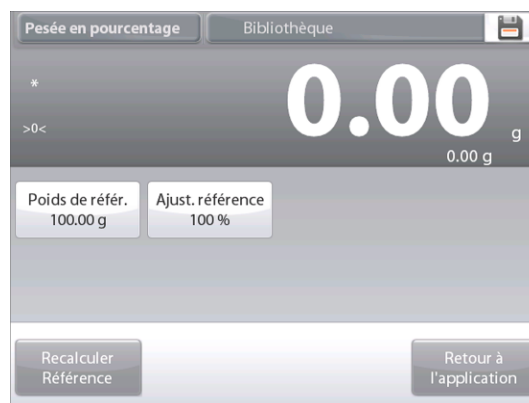 Pesée en pourcentage
Bibliothèque
*
0.00 g
>0<
0.00 g
Poids de référ.
100.00 g
Ajust. référence
100 %
Recalculer
Référence
Retour à
l'application